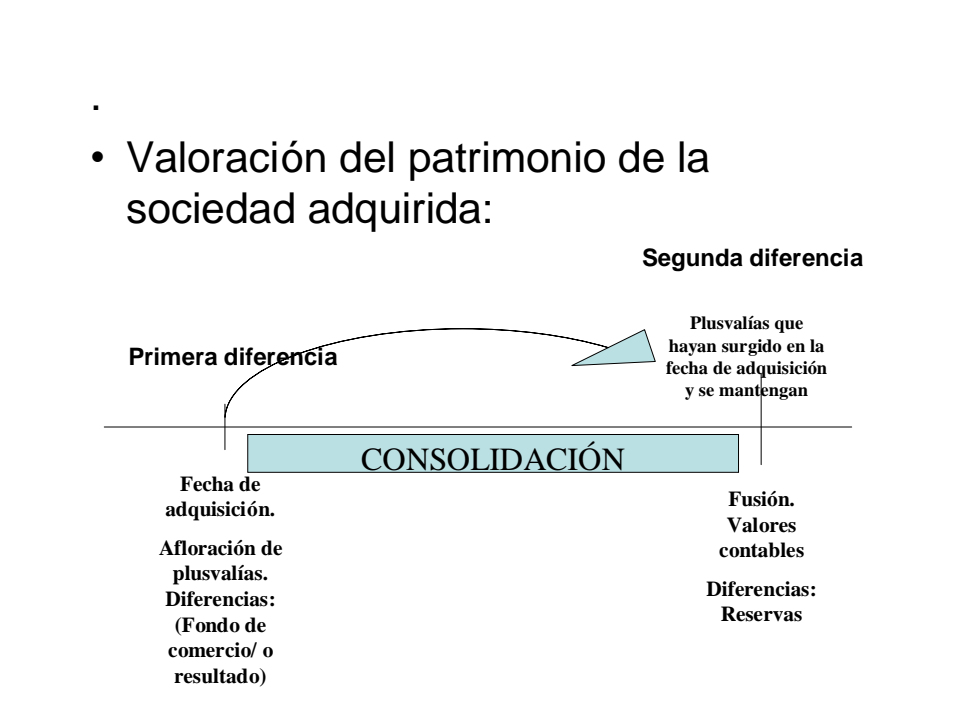 .
• Valoración del patrimonio de la
sociedad adquirida:
Segunda diferencia
Plusvalías que
hayan surgido en la
fecha de adquisición
y se mantengan
Primera diferencia
CONSOLIDACIÓN
Fecha de
adquisición.
Afloración de
plusvalías.
Diferencias:
(Fondo de
comercio/ o
resultado)
Fusión.
Valores
contables
Diferencias:
Reservas